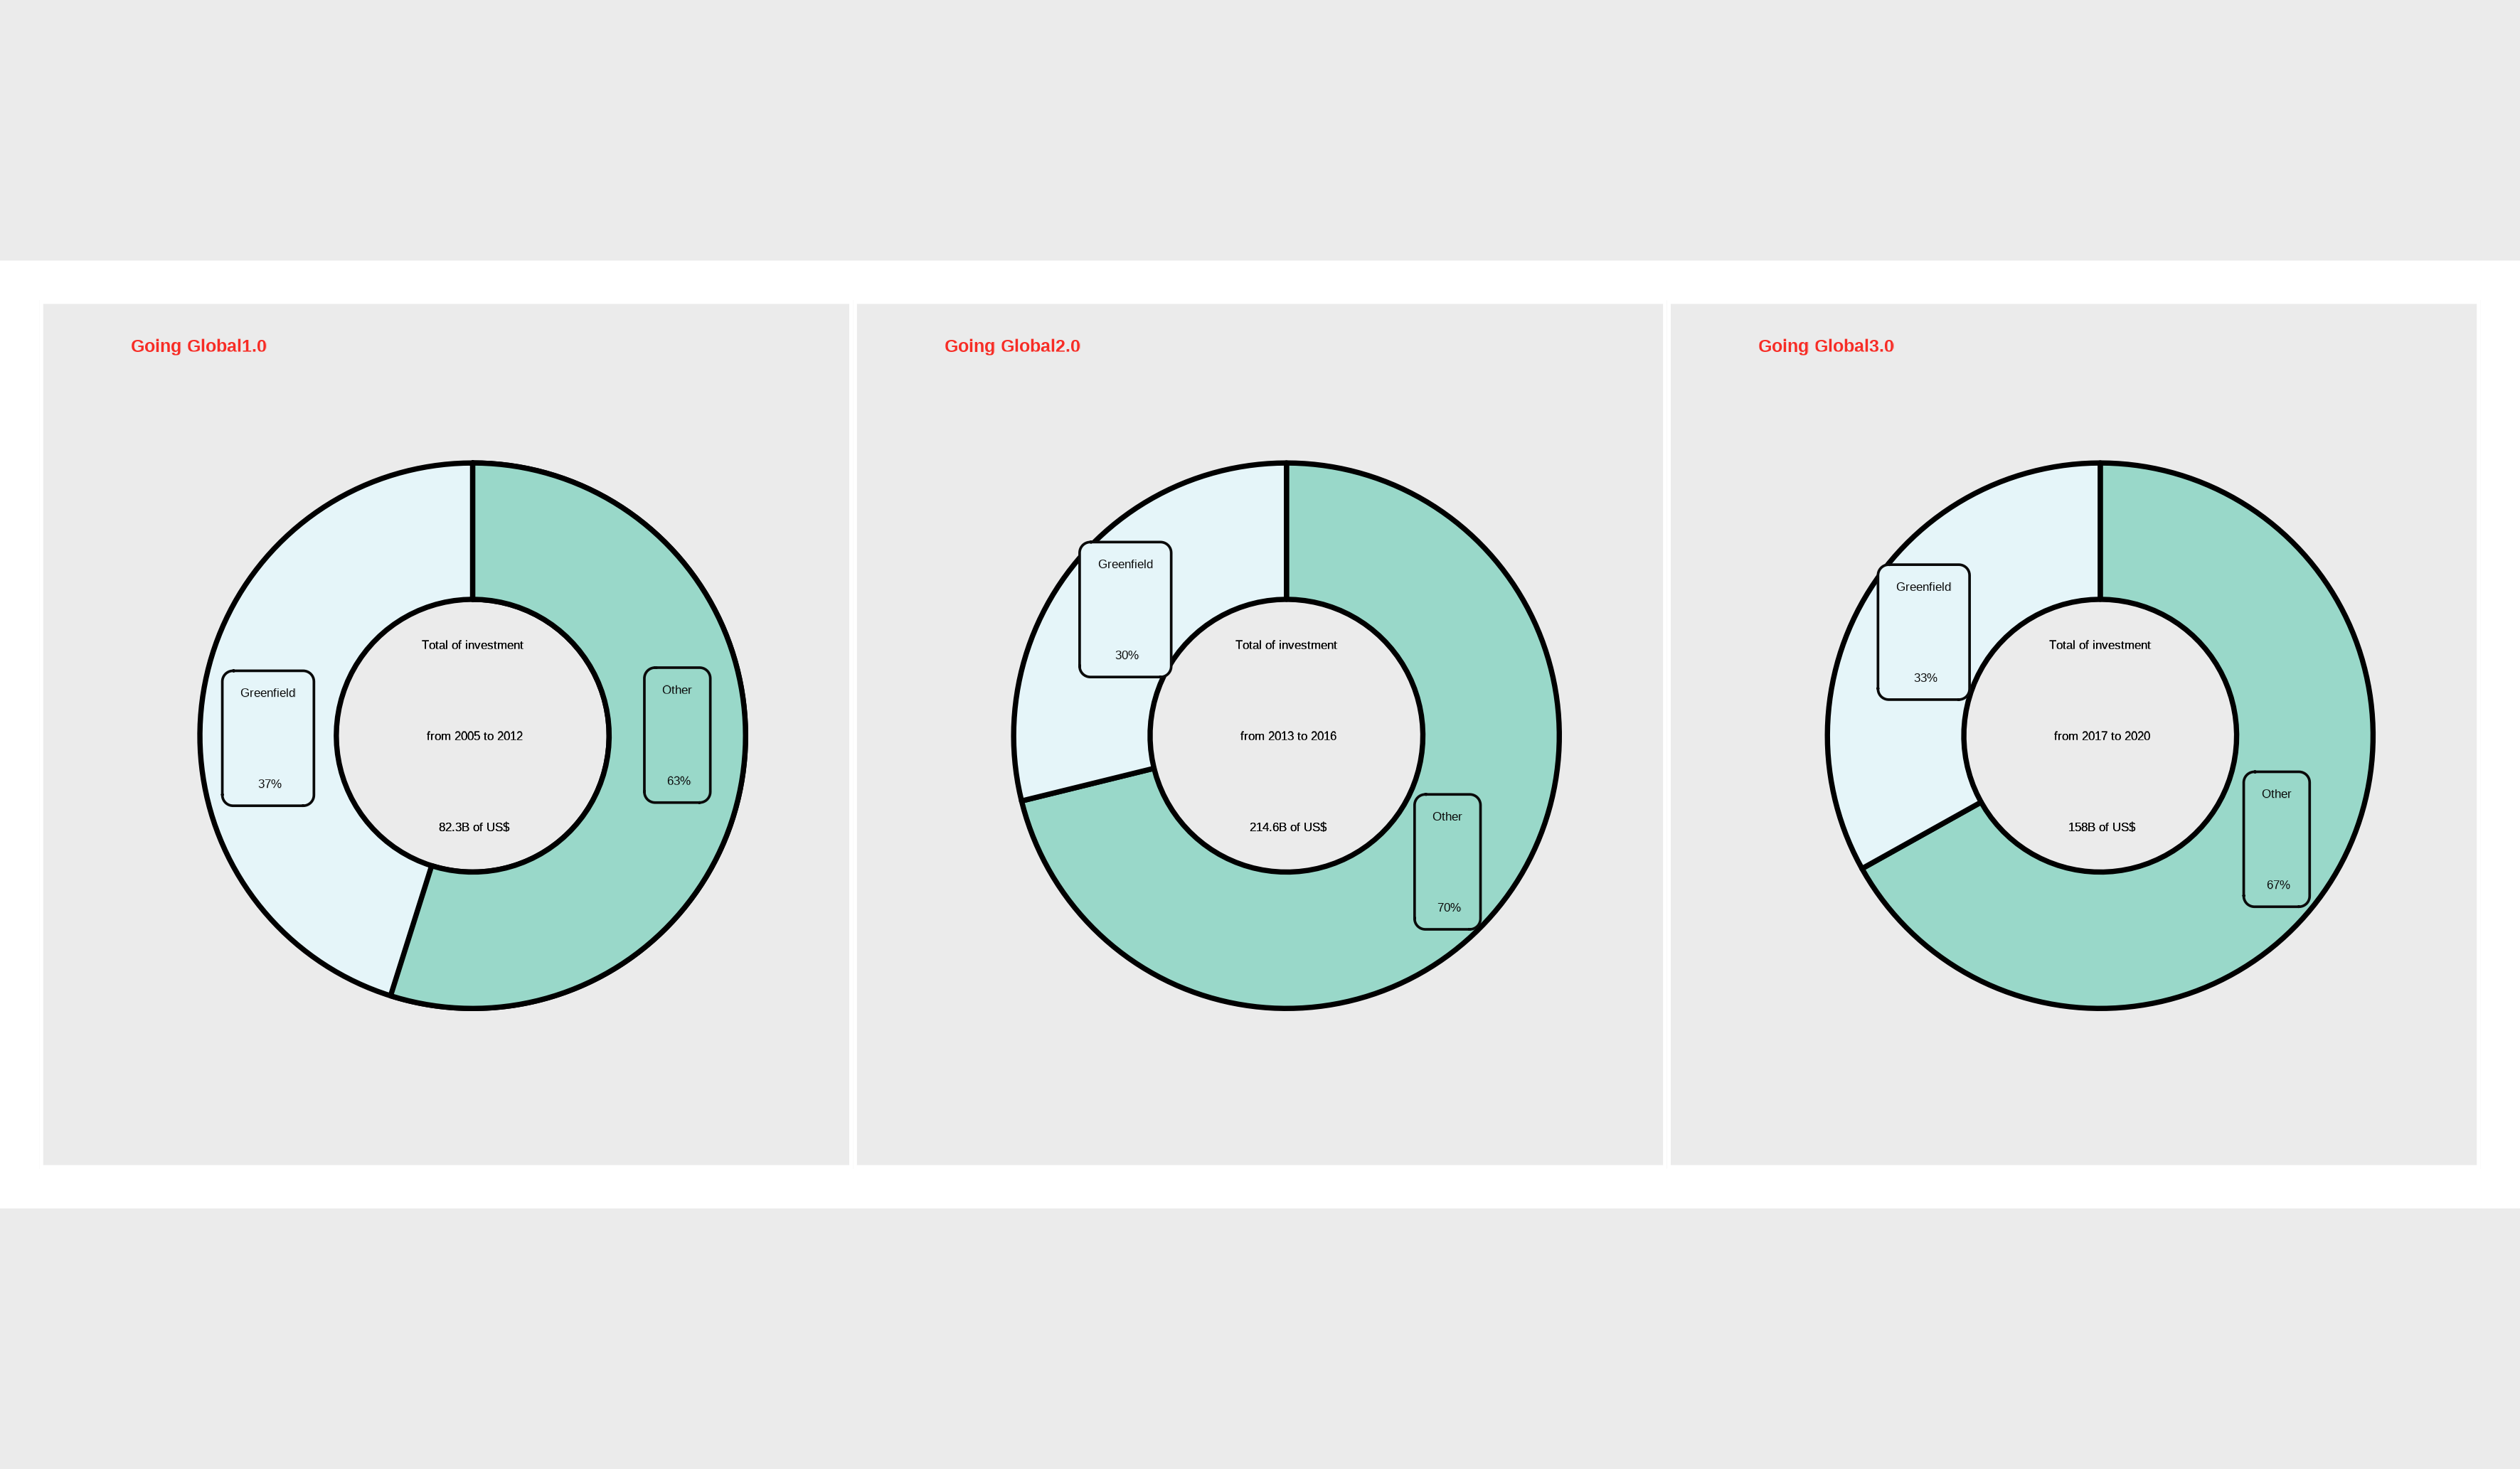 Going Global1.0
Total of investment
from 2005 to 2012
82.3B of US$
Greenfield
37%
Other
63%
Going Global2.0
Total of investment
from 2013 to 2016
214.6B of US$
Greenfield
30%
Other
70%
Going Global3.0
Total of investment
from 2017 to 2020
158B of US$
Greenfield
33%
Other
67%